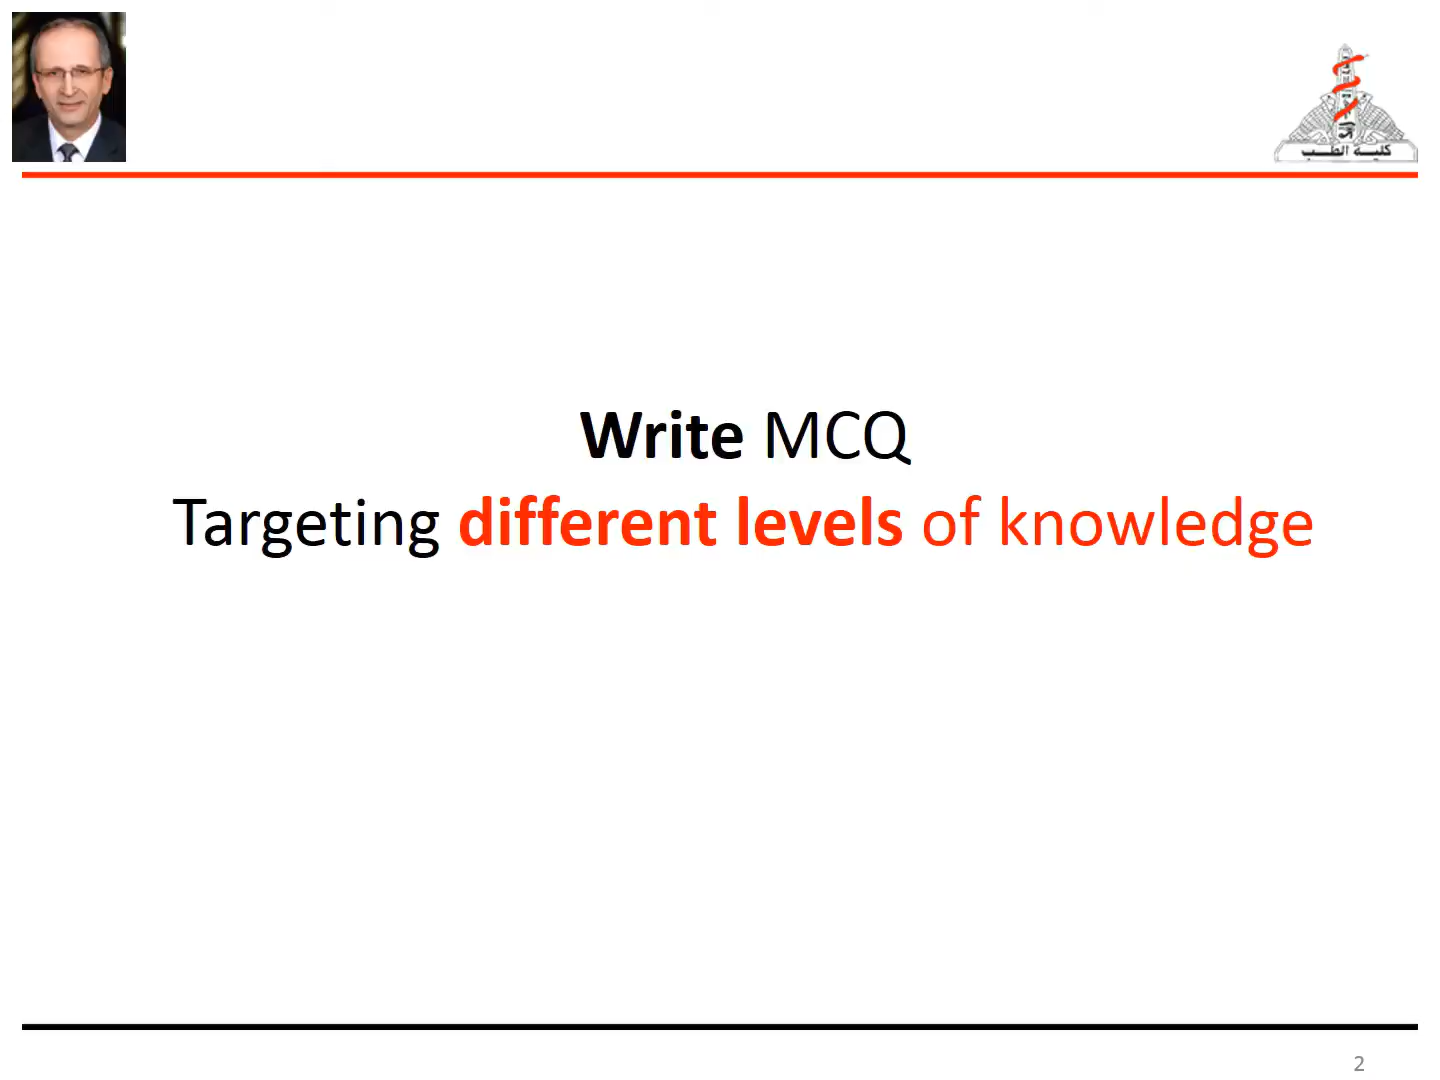 كلية الطب
Write MCQ
Targeting different levels of knowledge
2